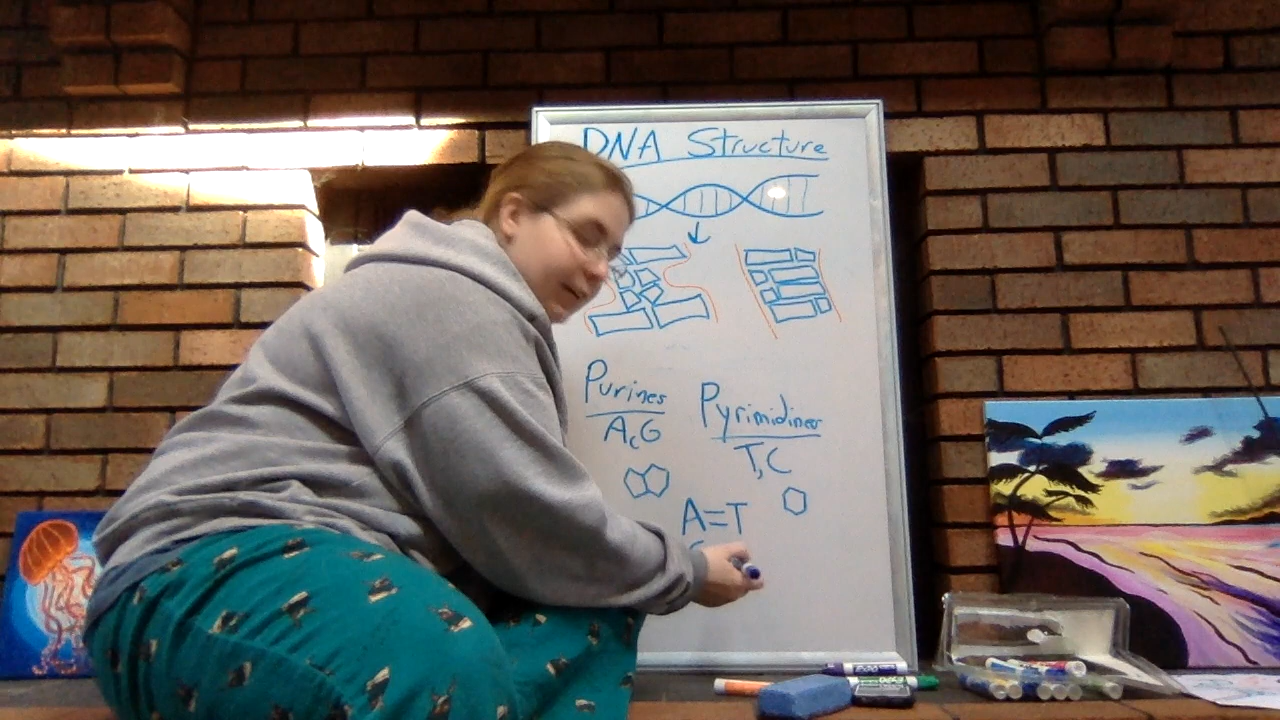 DNA Structure
Purines
A, G
Pyrimidines
T, C
A=T